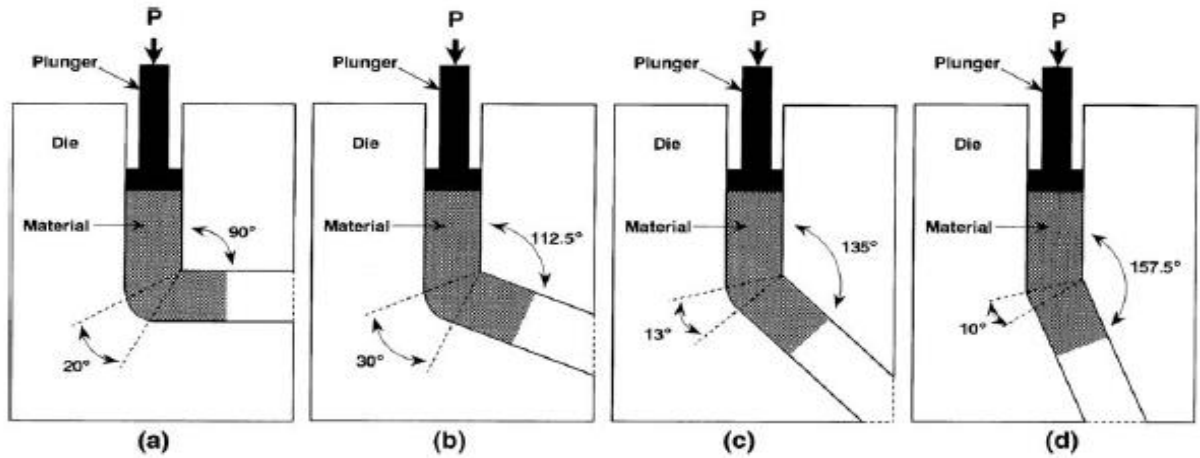 P
Plunger
Die
Material
90°
20°
(a)
P
Plunger
Die
Material
112.5°
30°
(b)
P
Plunger
Die
Material
135°
13°
(c)
P
Plunger
Die
Material
157.5°
10°
(d)